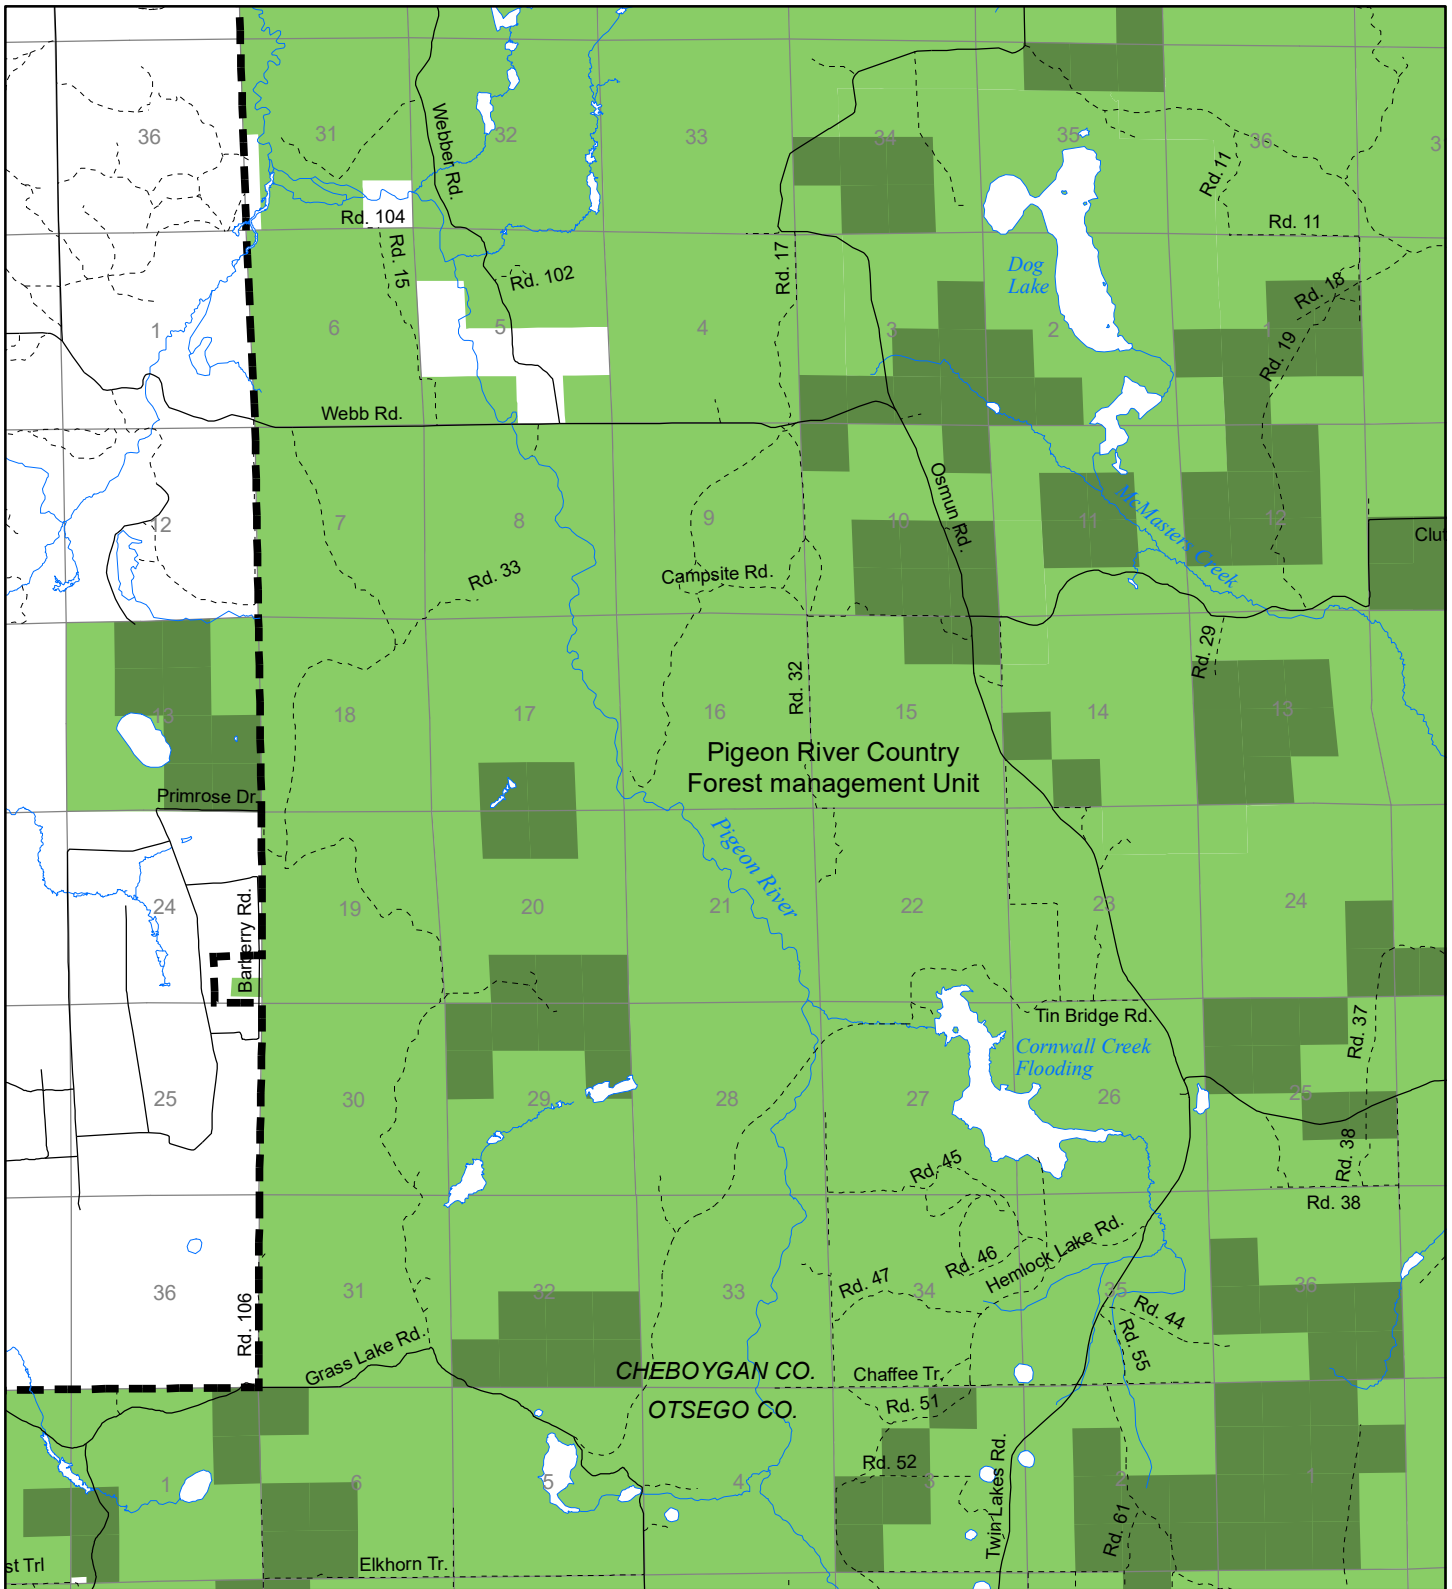 36
31
Webber Rd.
32
33
34
35
36
3
Rd. 11
Rd. 104
Rd. 11
Rd. 15
Rd. 102
Rd. 17
Dog
Lake
Rd. 18
1
6
5
4
3
2
1
Rd. 19
Webb Rd.
Osmun Rd.
McMasters Creek
12
7
8
9
10
11
12
Clut
Rd. 33
Campsite Rd.
Rd. 29
Rd. 32
13
18
17
16
15
14
13
Pigeon River Country
Forest management Unit
Primrose Dr.
Pigeon River
24
Barberry Rd.
19
20
21
22
23
24
Tin Bridge Rd.
Rd. 37
Cornwall Creek
Flooding
25
30
29
28
27
26
25
Rd. 38
Rd. 45
Rd. 38
Rd. 46
Hemlock Lake Rd.
Rd. 47
36
31
32
33
34
35
36
Rd. 106
Rd. 44
Rd. 55
Grass Lake Rd.
CHEBOYGAN CO.
Chaffee Tr.
OTSEGO CO.
Rd. 51
Rd. 52
Twin Lakes Rd.
1
6
5
4
3
2
1
Rd. 61
st Trl
Elkhorn Tr.